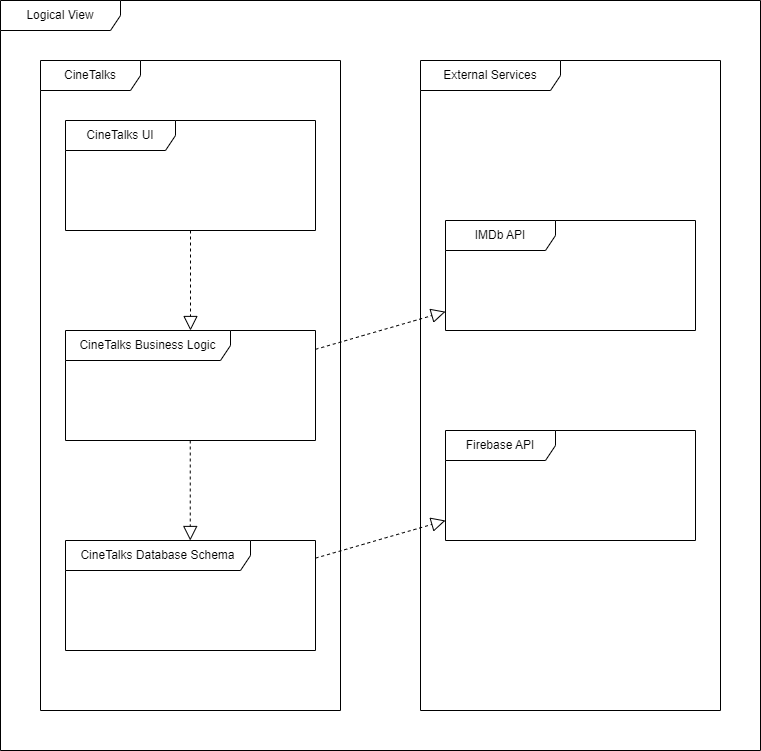 Logical View
CineTalks
CineTalks UI
CineTalks Business Logic
CineTalks Database Schema
External Services
IMDb API
Firebase API